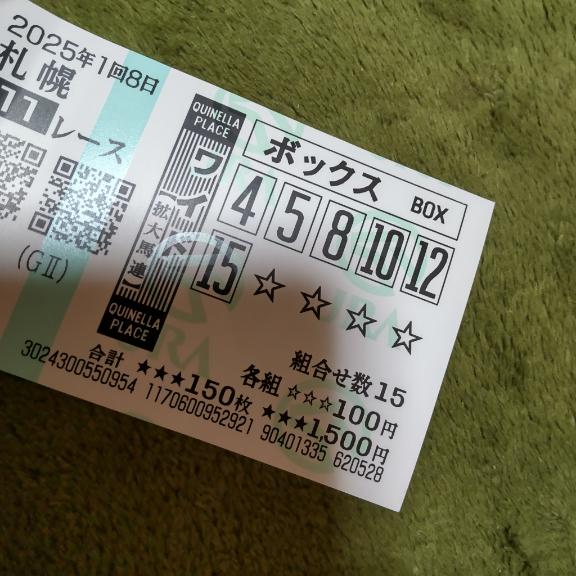 2025年1回8日
札幌
11レース
(GII)
QUINELLA
PLACE
ワイド
(拡大馬連)
QUINELLA
PLACE
ボックス BOX
4 5 8 10 12
15 ☆ ☆ ☆ ☆
組合せ数15
各組 ☆☆☆100円
合計 ★★★150枚 ★★★1,500円
3024300550954 1170600952921 90401335 620528
JRA